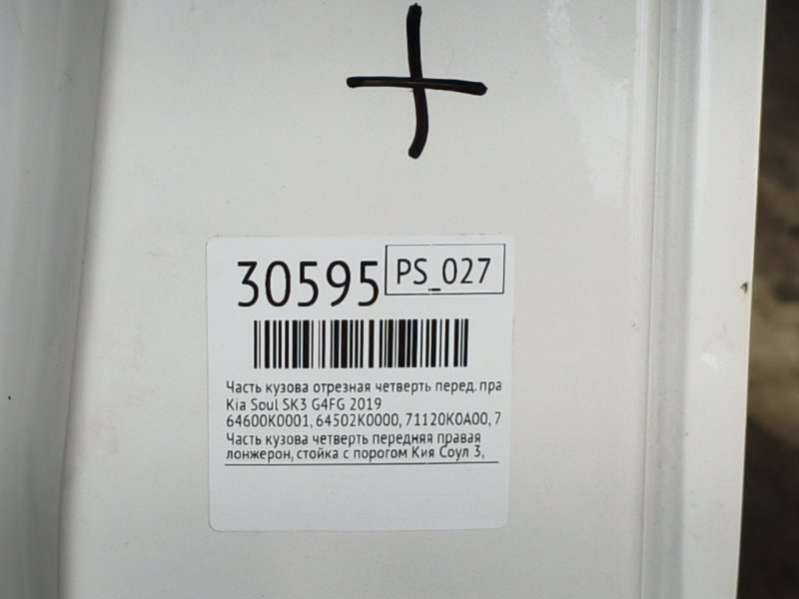 30595
PS_027
Часть кузова отрезная четверть перед. пра
Kia Soul SK3 G4FG 2019
64600K0001, 64502K0000, 71120K0A00, 7
Часть кузова четверть передняя правая
лонжерон, стойка с порогом Кия Соул 3,